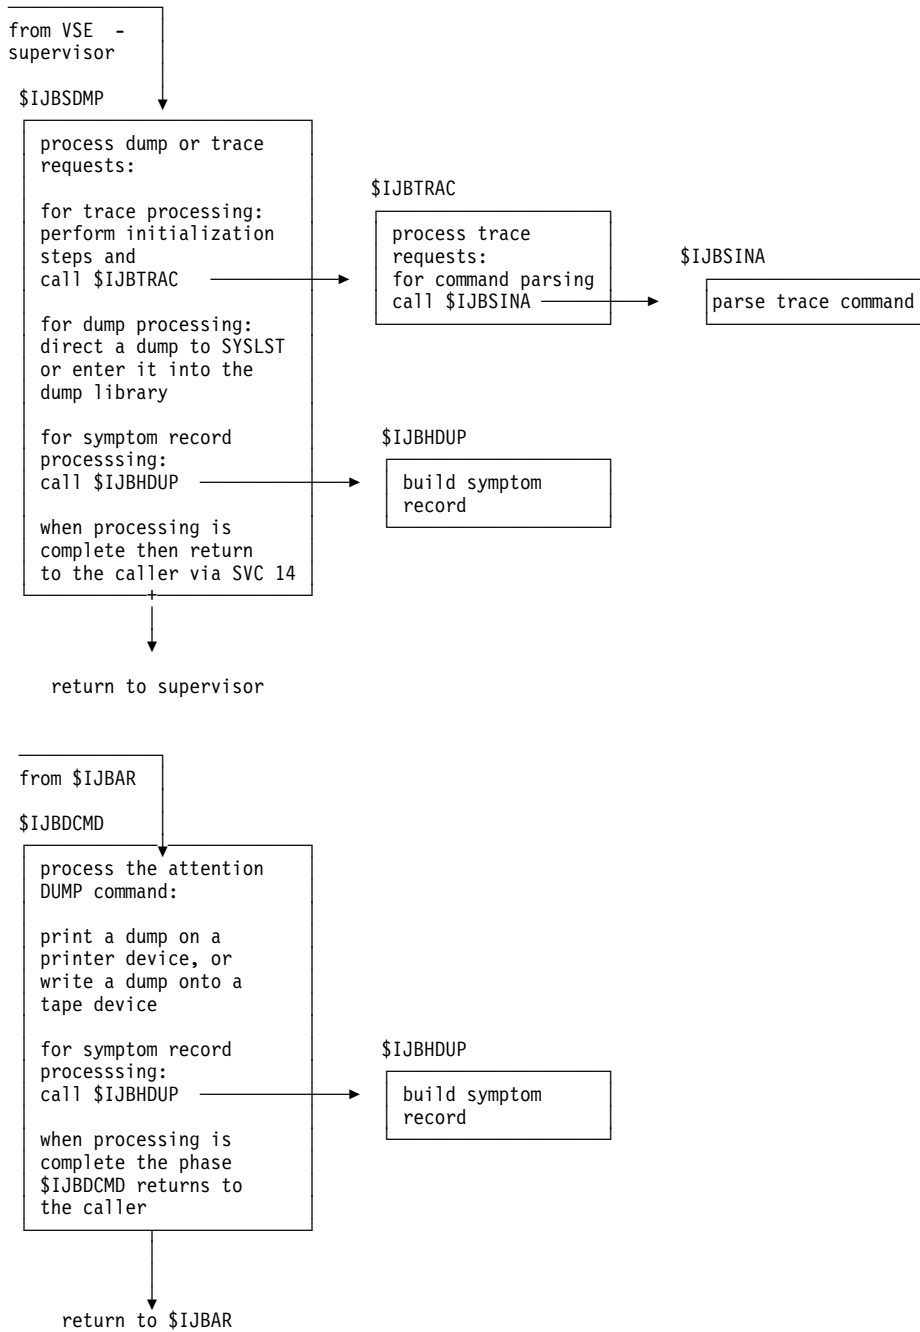 from VSE -
supervisor
$IJBSDMP
process dump or trace
requests:
for trace processing:
perform initialization
steps and
call $IJBTRAC
for dump processing:
direct a dump to SYSLST
or enter it into the
dump library
for symptom record
processsing:
call $IJBHDUP
when processing is
complete then return
to the caller via SVC 14
return to supervisor
$IJBTRAC
process trace
requests:
for command parsing
call $IJBSINA
$IJBSINA
parse trace command
$IJBHDUP
build symptom
record
from $IJBAR
$IJBDCMD
process the attention
DUMP command:
print a dump on a
printer device, or
write a dump onto a
tape device
for symptom record
processsing:
call $IJBHDUP
when processing is
complete the phase
$IJBDCMD returns to
the caller
return to $IJBAR
$IJBHDUP
build symptom
record